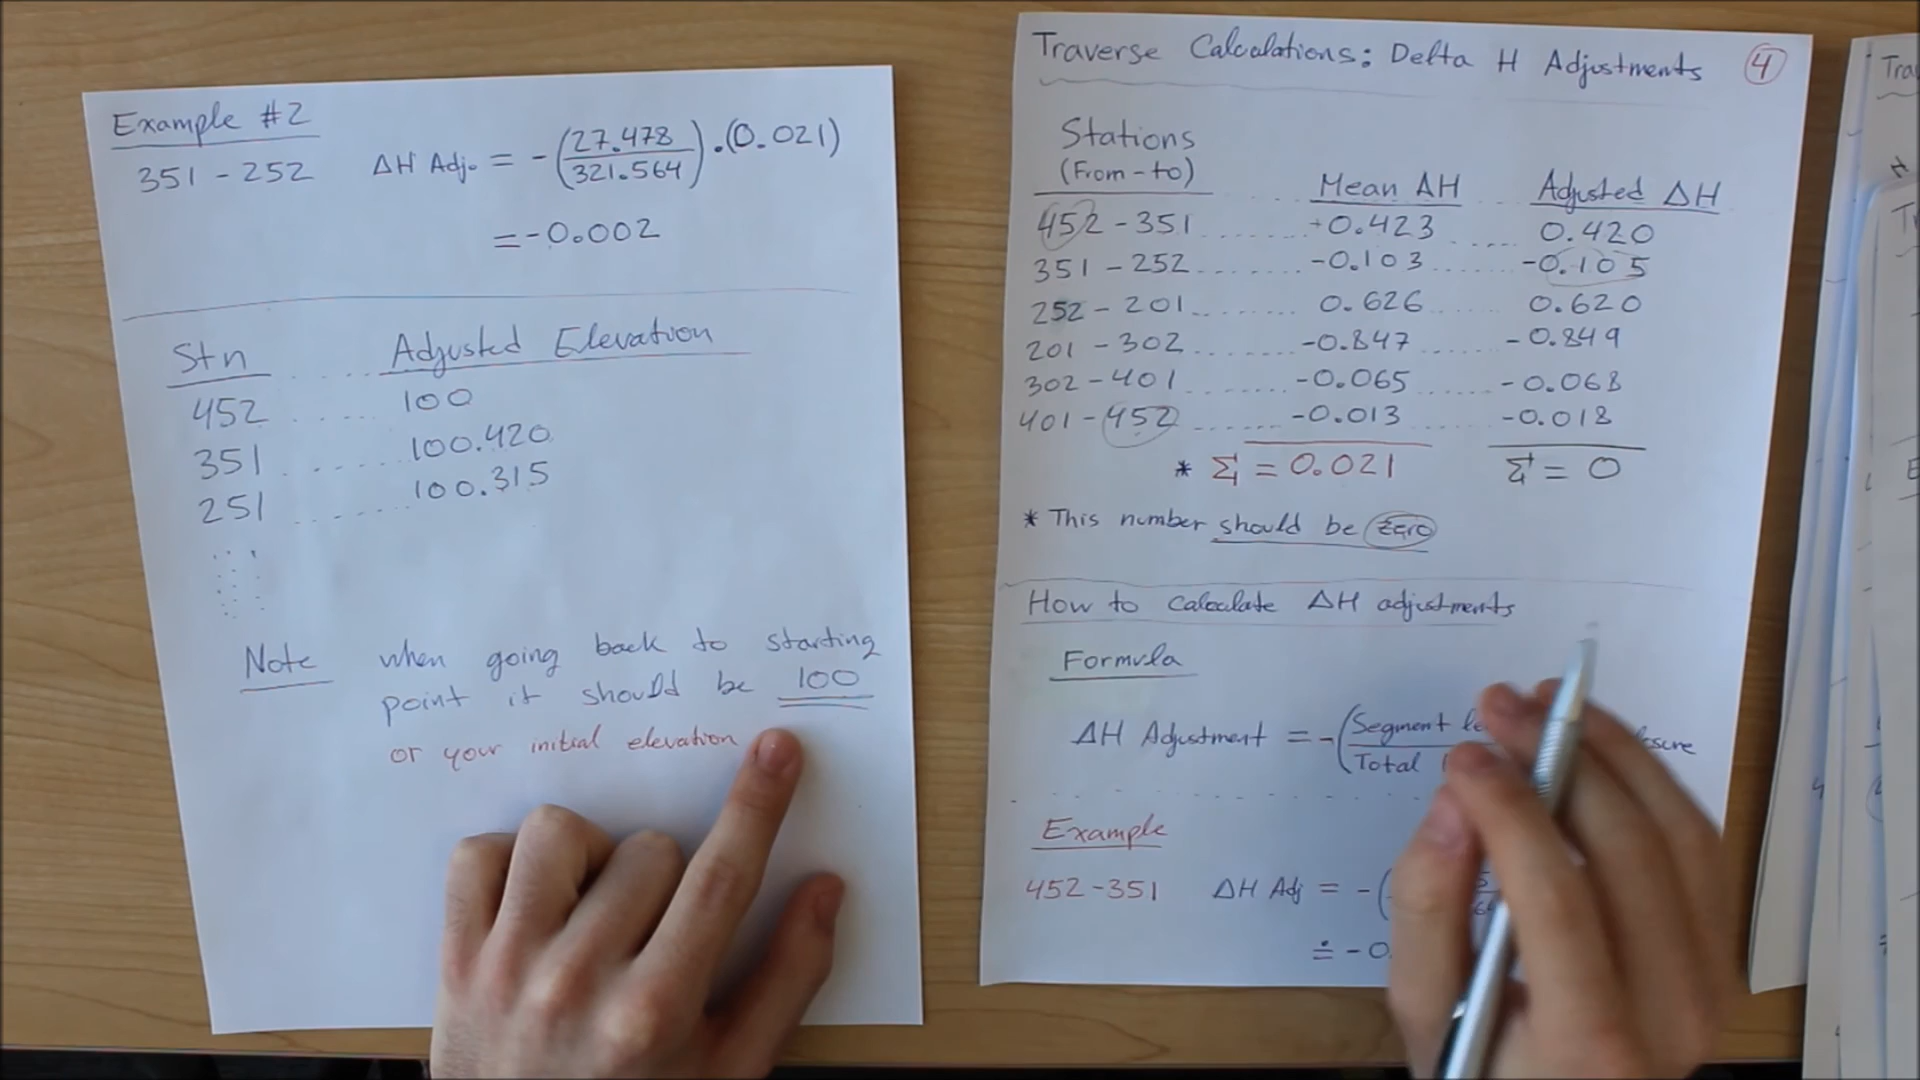 Example #2
351 - 252 ΔH Adj. = -(27.478/321.564).(0.021)
= -0.002
Stn Adjusted Elevation
452 ...... 100
351 ...... 100.420
251 ...... 100.315
Note when going back to starting
point it should be 100
or your initial elevation
Traverse Calculations: Delta H Adjustments 4
Stations
(From-to) Mean ΔH Adjusted ΔH
452 - 351 ...... +0.423 .... 0.420
351 - 252 ...... -0.103 ..... -0.105
252 - 201 ...... 0.626 ..... 0.620
201 - 302 ...... -0.847 ..... -0.849
302 - 401 ...... -0.065 ..... -0.068
401 - 452 ...... -0.013 ..... -0.018
* Σ = 0.021 Σ = 0
* This number should be zero
How to calculate ΔH adjustments
Formula
ΔH Adjustment = -(Segment
Total
Example
452 - 351 ΔH Adj = -(
≐ -0.